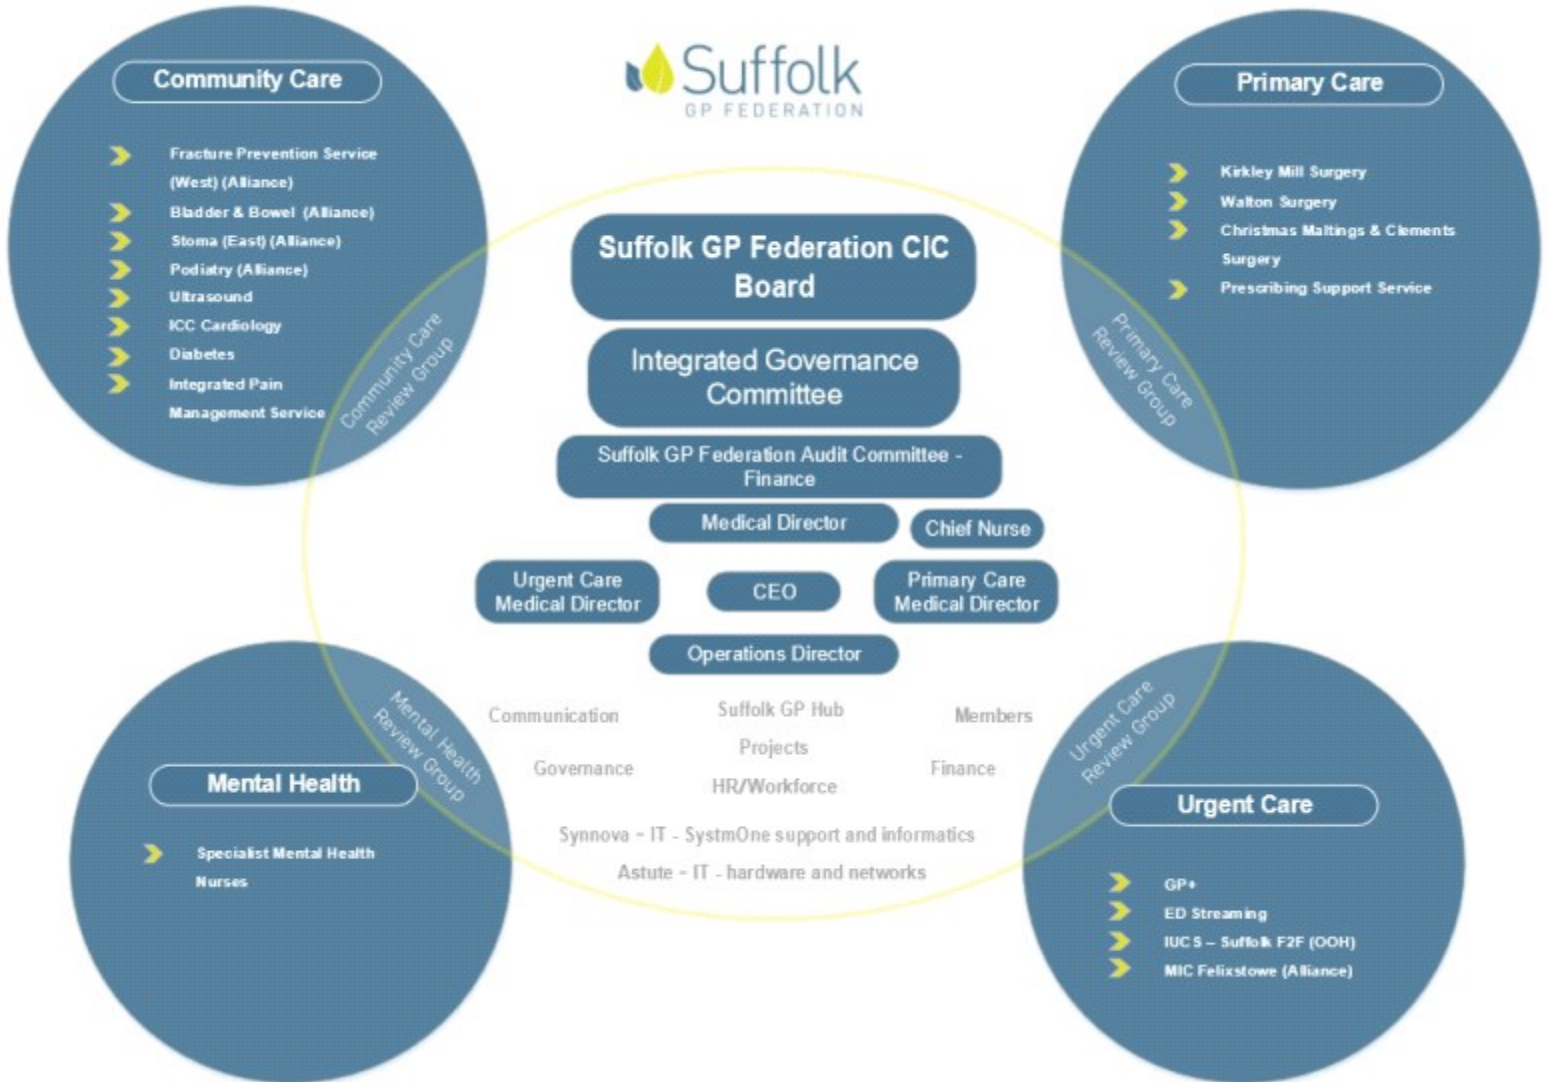 Suffolk
GP FEDERATION
Community Care
Fracture Prevention Service
(West) (Alliance)
Bladder & Bowel (Alliance)
Stoma (East) (Alliance)
Podiatry (Alliance)
Ultrasound
ICC Cardiology
Diabetes
Integrated Pain
Management Service
Community Care
Review Group
Primary Care
Kirkley Mill Surgery
Walton Surgery
Christmas Maltings & Clements
Surgery
Prescribing Support Service
Primary Care
Review Group
Suffolk GP Federation CIC
Board
Integrated Governance
Committee
Suffolk GP Federation Audit Committee -
Finance
Medical Director
Chief Nurse
Urgent Care
Medical Director
CEO
Primary Care
Medical Director
Operations Director
Communication
Suffolk GP Hub
Members
Projects
Governance
Finance
HR/Workforce
Synnova - IT - SystmOne support and informatics
Astute - IT - hardware and networks
Mental Health
Review Group
Mental Health
Specialist Mental Health
Nurses
Urgent Care
Review Group
Urgent Care
GP+
ED Streaming
IUCS – Suffolk F2F (OOH)
MIC Felixstowe (Alliance)